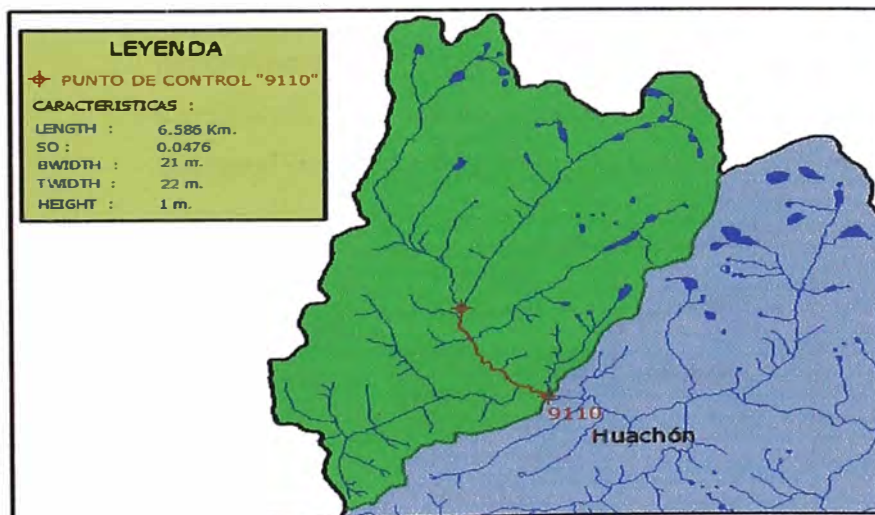 LEYENDA
PUNTO DE CONTROL "9110"
CARACTERISTICAS :
LENGTH : 6.586 Km.
SO : 0.0476
BWIDTH : 21 m.
TWIDTH : 22 m.
HEIGHT : 1 m.
9110
Huachón